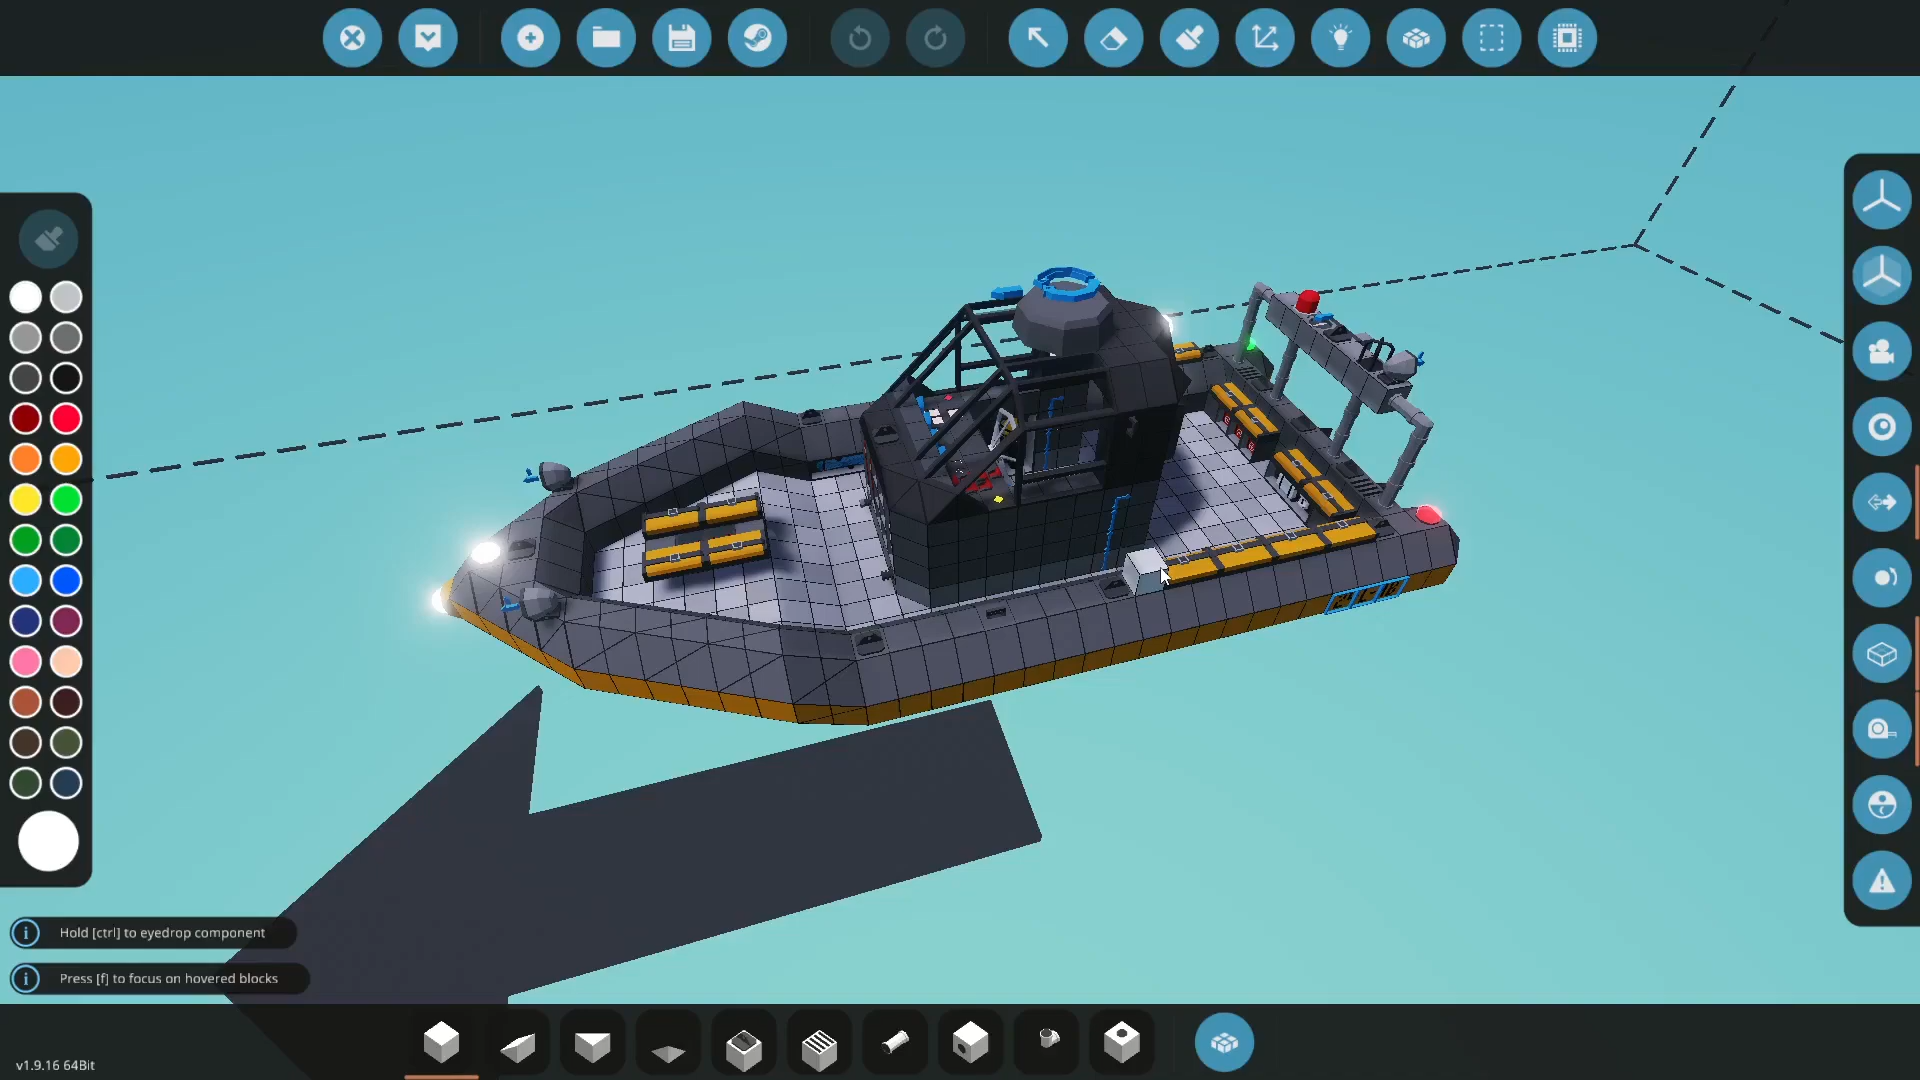 Hold [ctrl] to eyedrop component
Press [f] to focus on hovered blocks
v1.9.16 64Bit